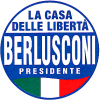 LA CASA
DELLE LIBERTÀ
BERLUSCONI
PRESIDENTE